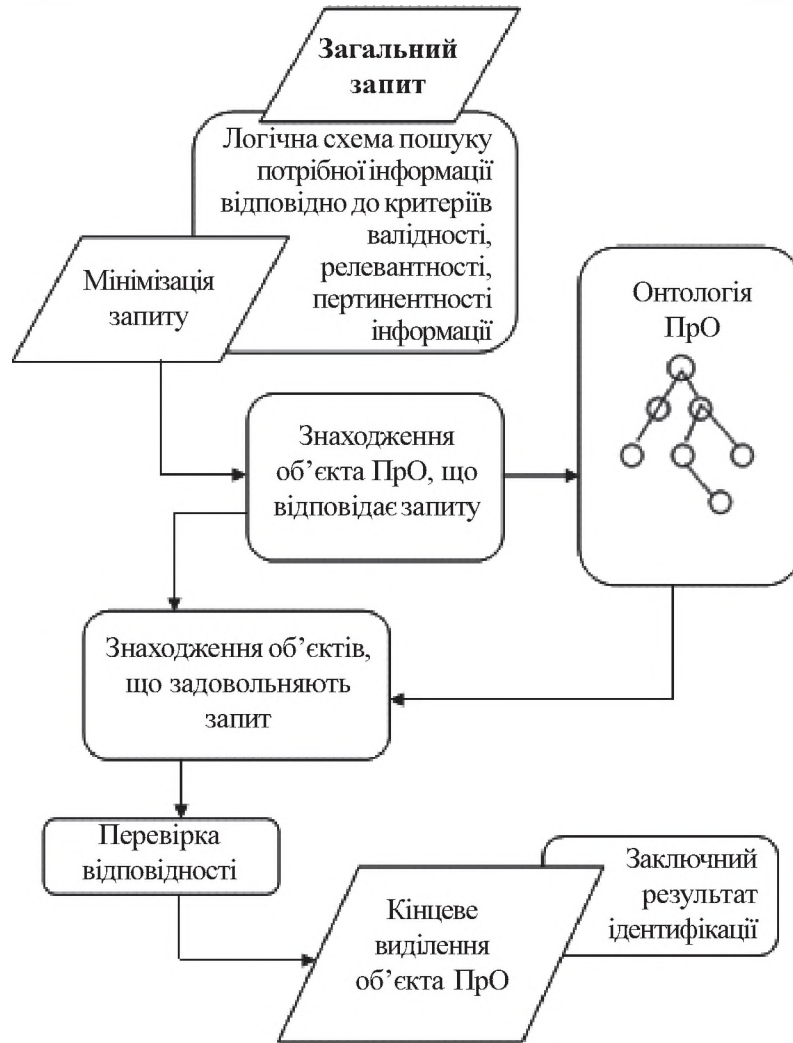 Загальний
запит
Логічна схема пошуку
потрібної інформації
відповідно до критеріїв
валідності,
релевантності,
пертинентності
інформації
Мінімізація
запиту
Онтологія
ПрО
Знаходження
об’єкта ПрО, що
відповідає запиту
Знаходження об’єктів,
що задовольняють
запит
Перевірка
відповідності
Кінцеве
виділення
об’єкта ПрО
Заключний
результат
ідентифікації